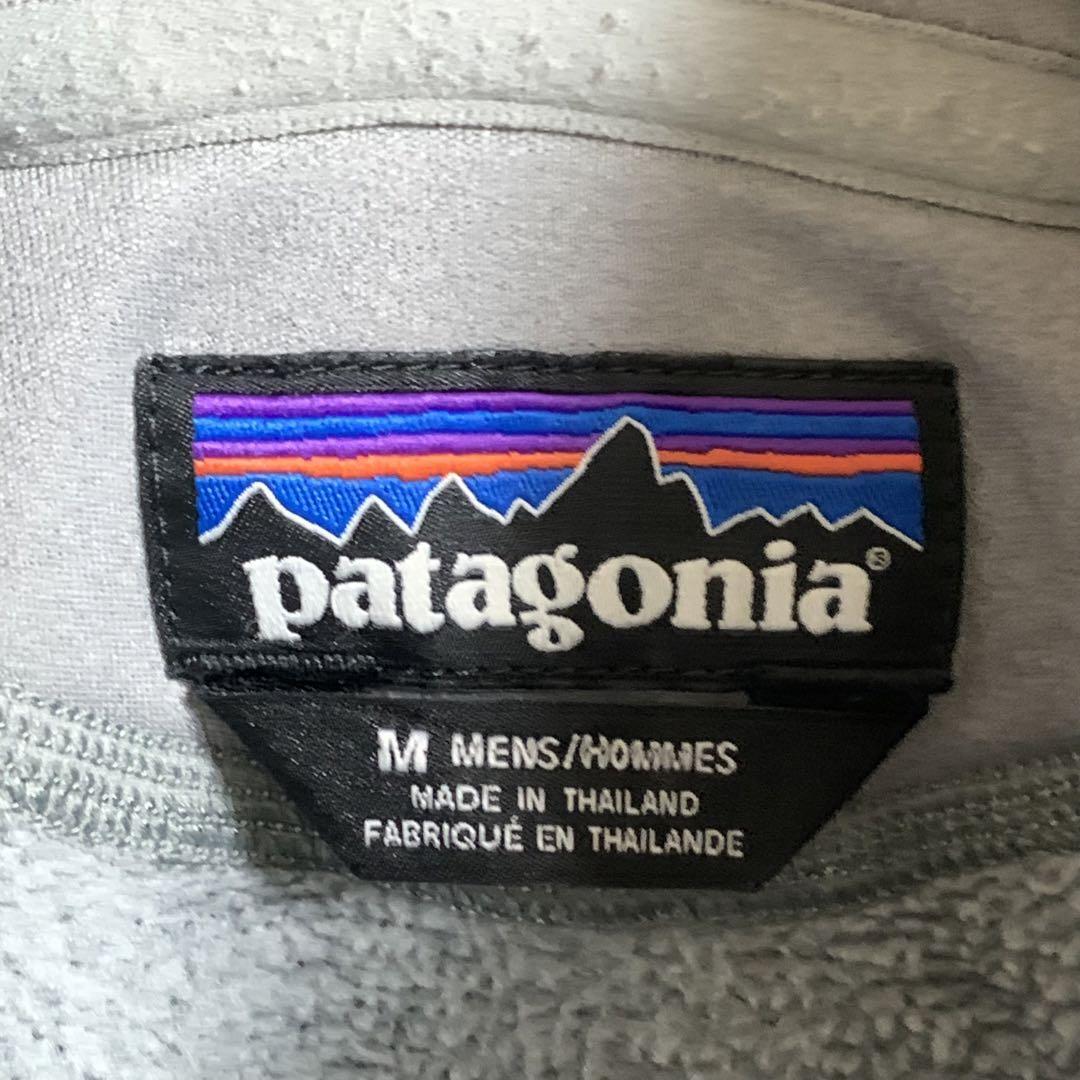 patagonia®
M MENS/HOMMES
MADE IN THAILAND
FABRIQUÉ EN THAILANDE